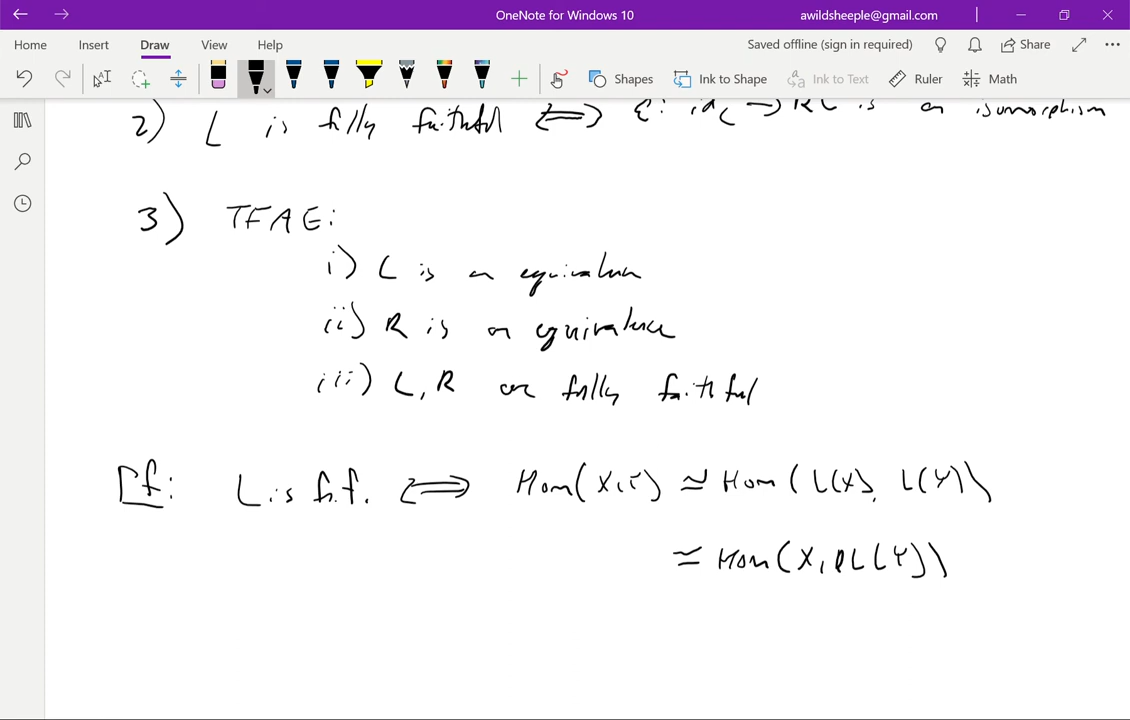 OneNote for Windows 10
awildsheeple@gmail.com
Home Insert Draw View Help
Saved offline (sign in required) Share
Shapes Ink to Shape Ink to Text Ruler Math
2) L is fully faithful ⟺ ε: id_C → RL is an isomorphism
3) TFAE:
i) L is an equivalence
ii) R is an equivalence
iii) L, R are fully faithful
Pf: L is f.f. ⟺ Hom(X,Y) ≃ Hom(L(X), L(Y))
≃ Hom(X, RL(Y))